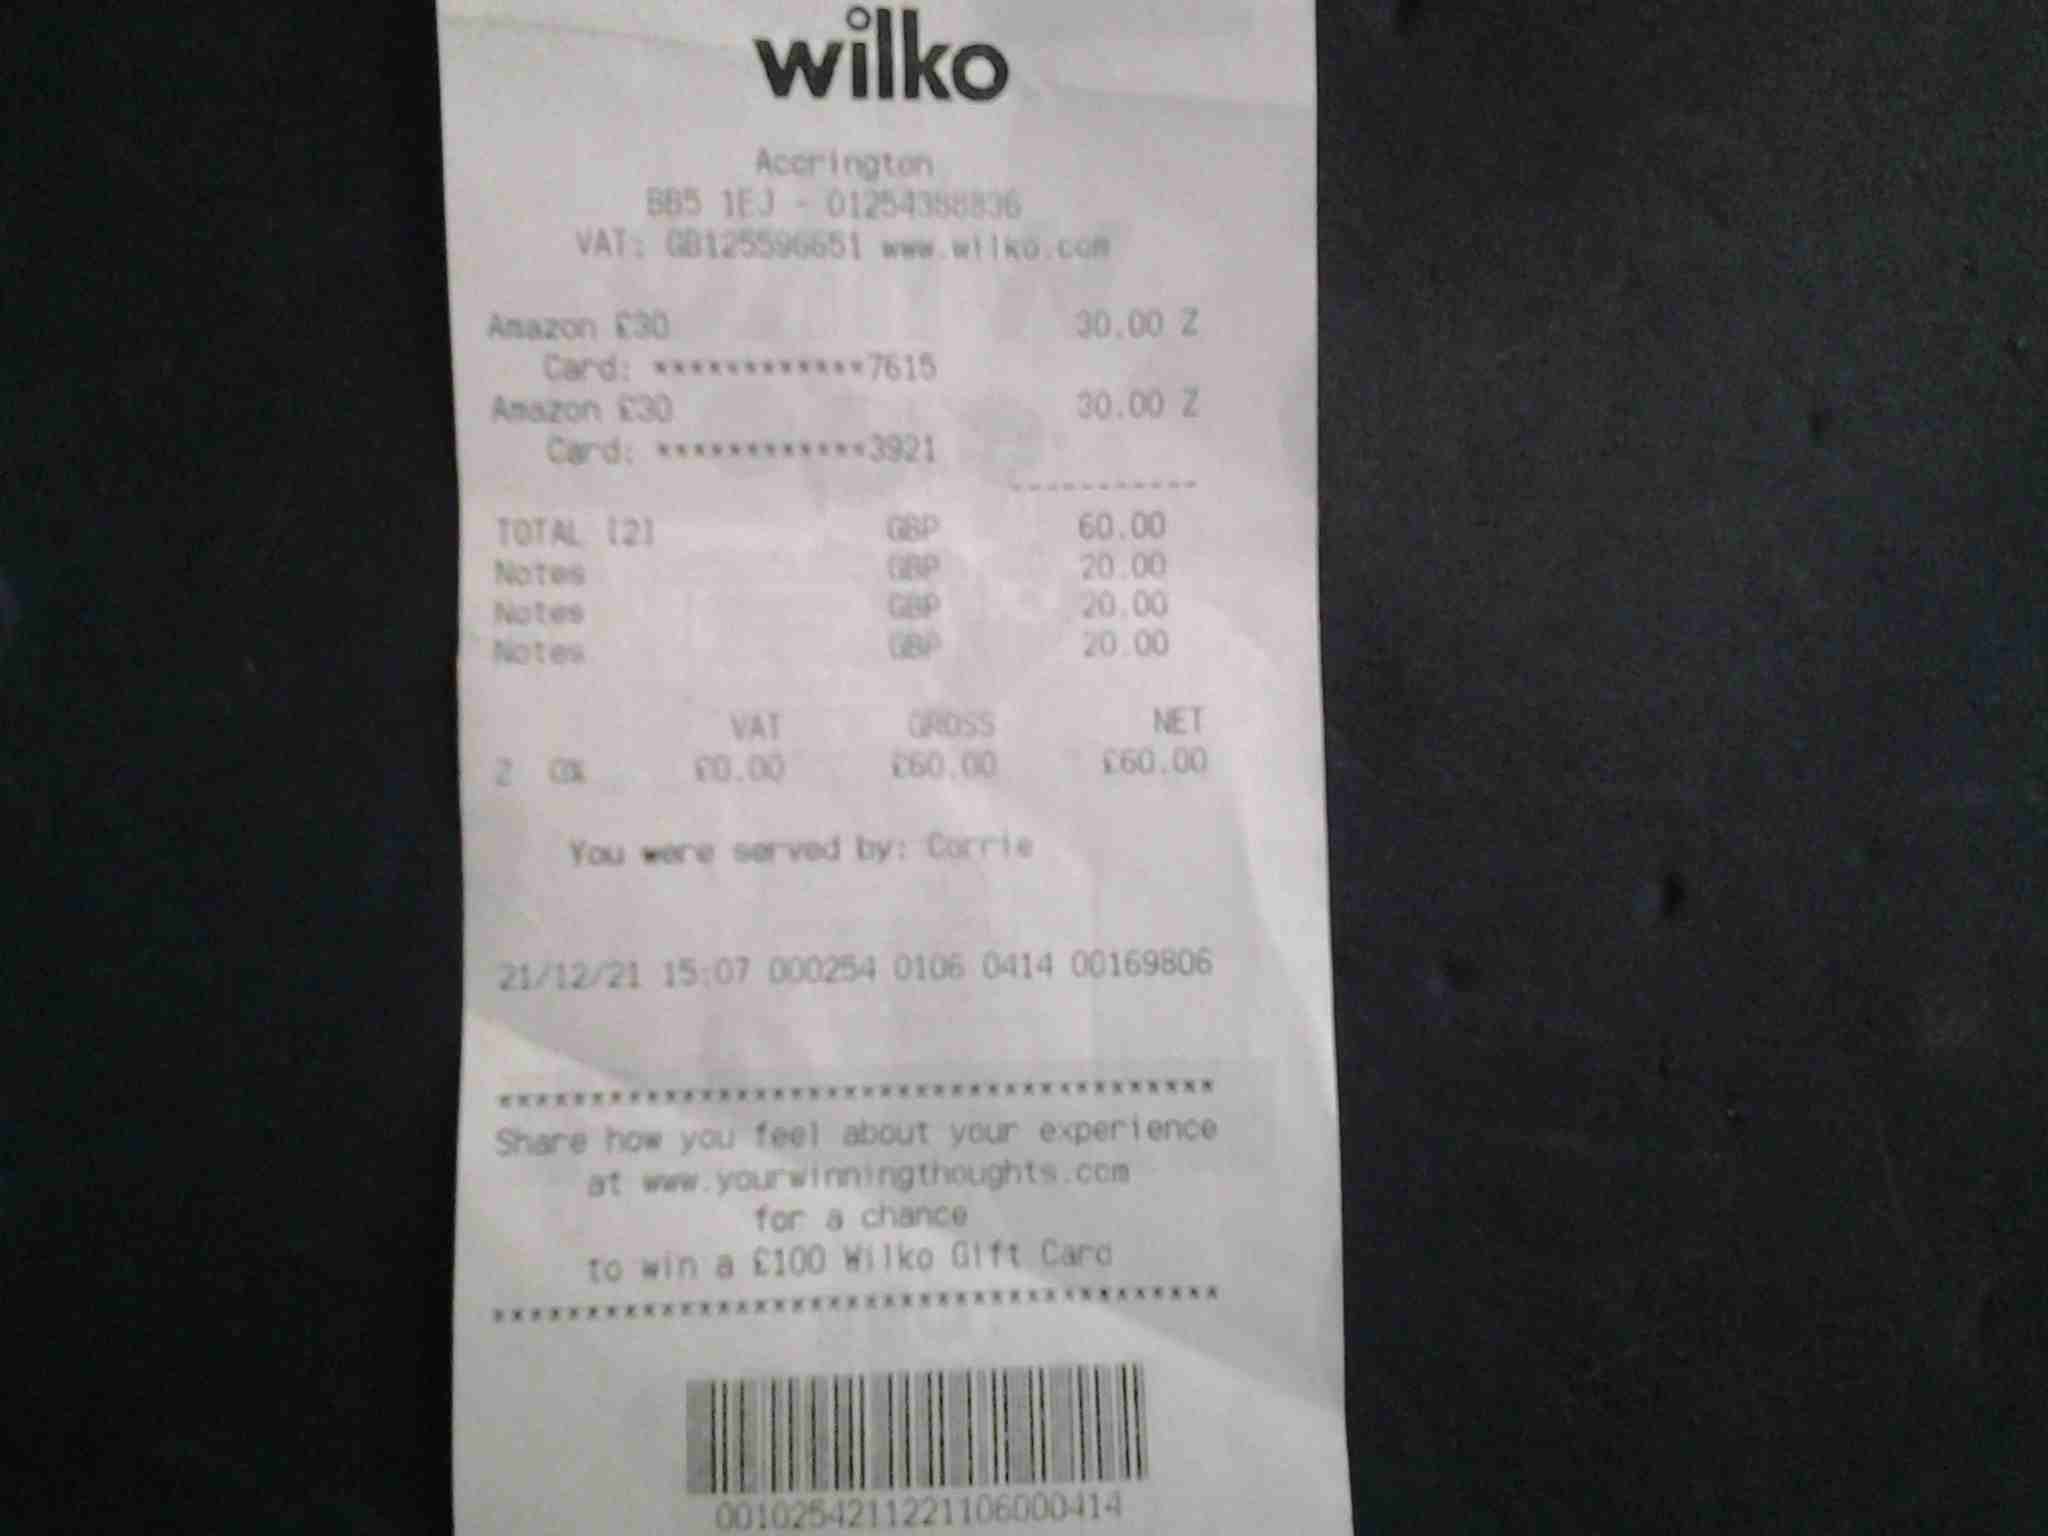 wilko
Accrington
BB5 1EJ - 01254388836
VAT: GB125596651 www.wilko.com
Amazon £30 30.00 Z
Card: ************7615
Amazon £30 30.00 Z
Card: ************3921
-----------
TOTAL [2] GBP 60.00
Notes GBP 20.00
Notes GBP 20.00
Notes GBP 20.00
VAT GROSS NET
Z 0% £0.00 £60.00 £60.00
You were served by: Corrie
21/12/21 15:07 000254 0106 0414 00169806
***************************************
Share how you feel about your experience
at www.yourwinningthoughts.com
for a chance
to win a £100 Wilko Gift Card
***************************************
0010254211221106000414